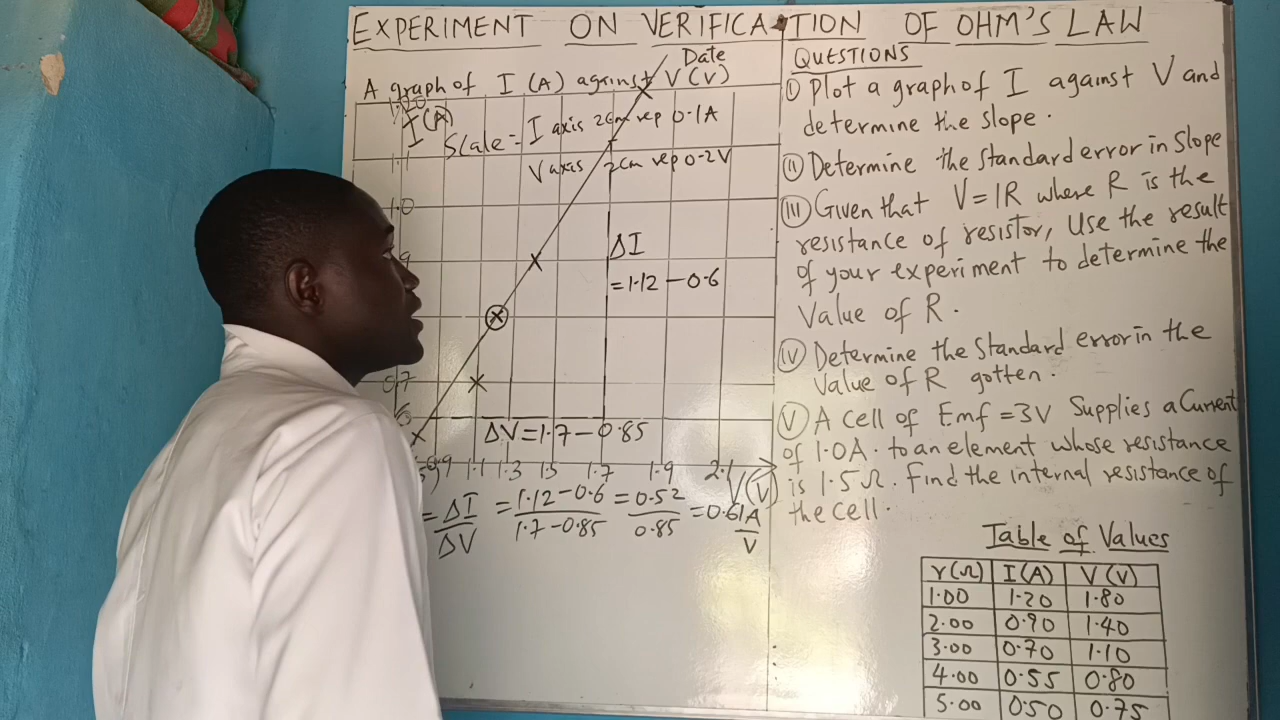 EXPERIMENT ON VERIFICATION OF OHM'S LAW
Date
A graph of I (A) against V (V)
1.20
I(A)
Scale = I axis 2cm rep 0.1A
V axis 2cm rep 0.2V
1.1
1.0
ΔI
= 1.12 - 0.6
0.7
ΔV = 1.7 - 0.85
0.9 1.1 1.3 1.5 1.7 1.9 2.1
V(V)
= ΔI/ΔV = 1.12-0.6/1.7-0.85 = 0.52/0.85 = 0.61 A/V
QUESTIONS
(I) Plot a graph of I against V and
determine the slope.
(II) Determine the standard error in Slope
(III) Given that V = IR where R is the
resistance of resistor, Use the result
of your experiment to determine the
Value of R.
(IV) Determine the Standard error in the
Value of R gotten.
(V) A cell of Emf = 3V Supplies a Current
of 1.0A. to an element whose resistance
is 1.5Ω. Find the internal resistance of
the cell.
Table of Values
r(Ω) I(A) V(V)
1.00 1.20 1.80
2.00 0.90 1.40
3.00 0.70 1.10
4.00 0.55 0.80
5.00 0.50 0.75